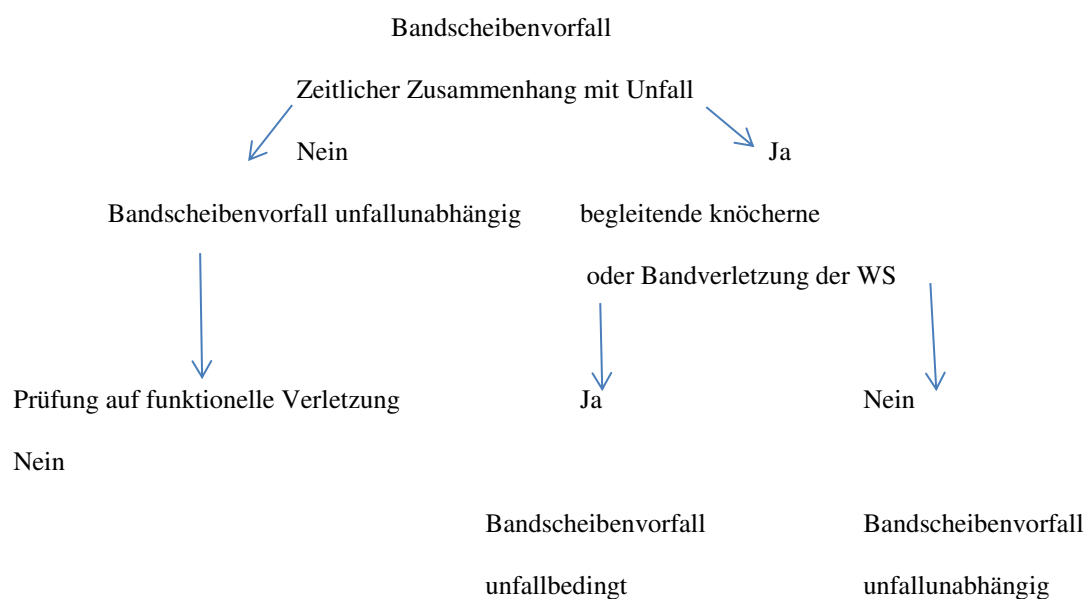 Bandscheibenvorfall
Zeitlicher Zusammenhang mit Unfall
Nein Ja
Bandscheibenvorfall unfallunabhängig begleitende knöcherne
oder Bandverletzung der WS
Prüfung auf funktionelle Verletzung Ja Nein
Nein
Bandscheibenvorfall Bandscheibenvorfall
unfallbedingt unfallunabhängig